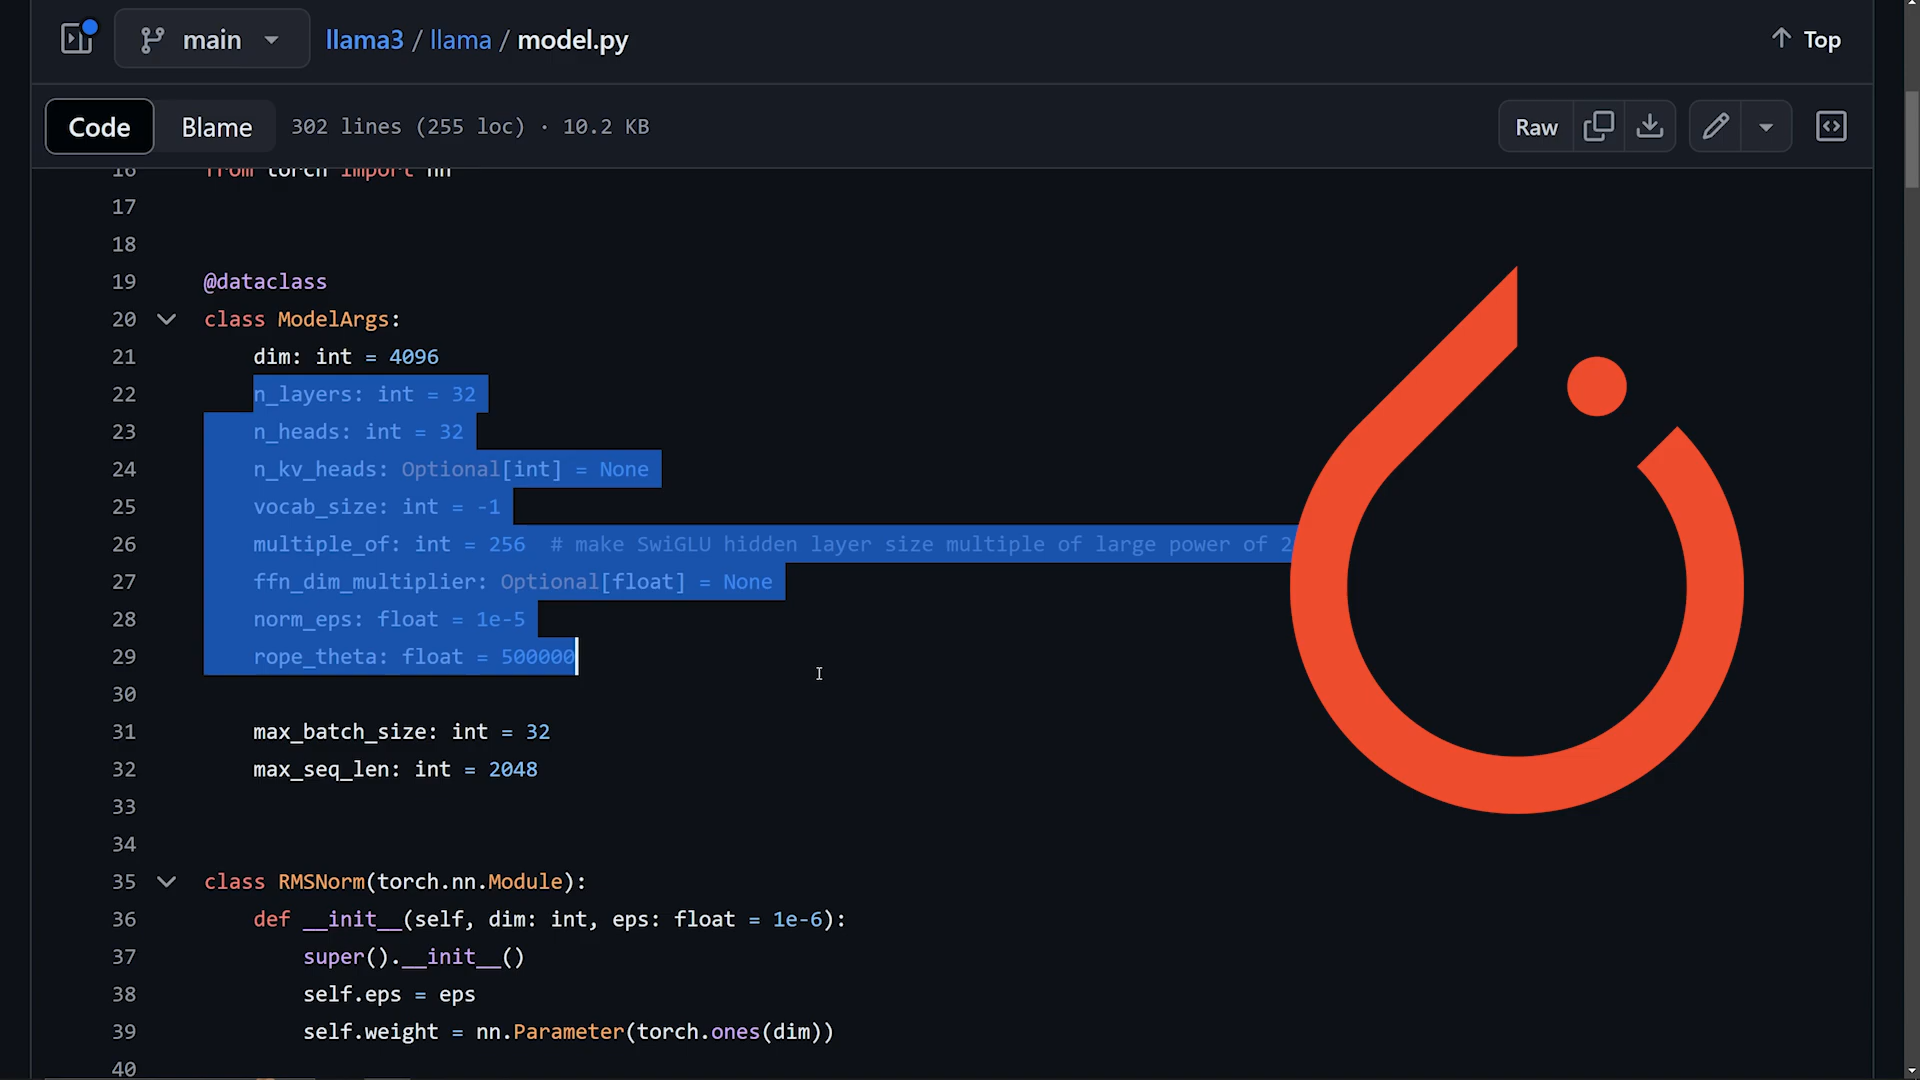 main
llama3 / llama / model.py
Top
Code
Blame
302 lines (255 loc) · 10.2 KB
Raw
16 from torch import nn
17
18
19 @dataclass
20 class ModelArgs:
21 dim: int = 4096
22 n_layers: int = 32
23 n_heads: int = 32
24 n_kv_heads: Optional[int] = None
25 vocab_size: int = -1
26 multiple_of: int = 256  # make SwiGLU hidden layer size multiple of large power of 2
27 ffn_dim_multiplier: Optional[float] = None
28 norm_eps: float = 1e-5
29 rope_theta: float = 500000
30
31 max_batch_size: int = 32
32 max_seq_len: int = 2048
33
34
35 class RMSNorm(torch.nn.Module):
36 def __init__(self, dim: int, eps: float = 1e-6):
37 super().__init__()
38 self.eps = eps
39 self.weight = nn.Parameter(torch.ones(dim))
40